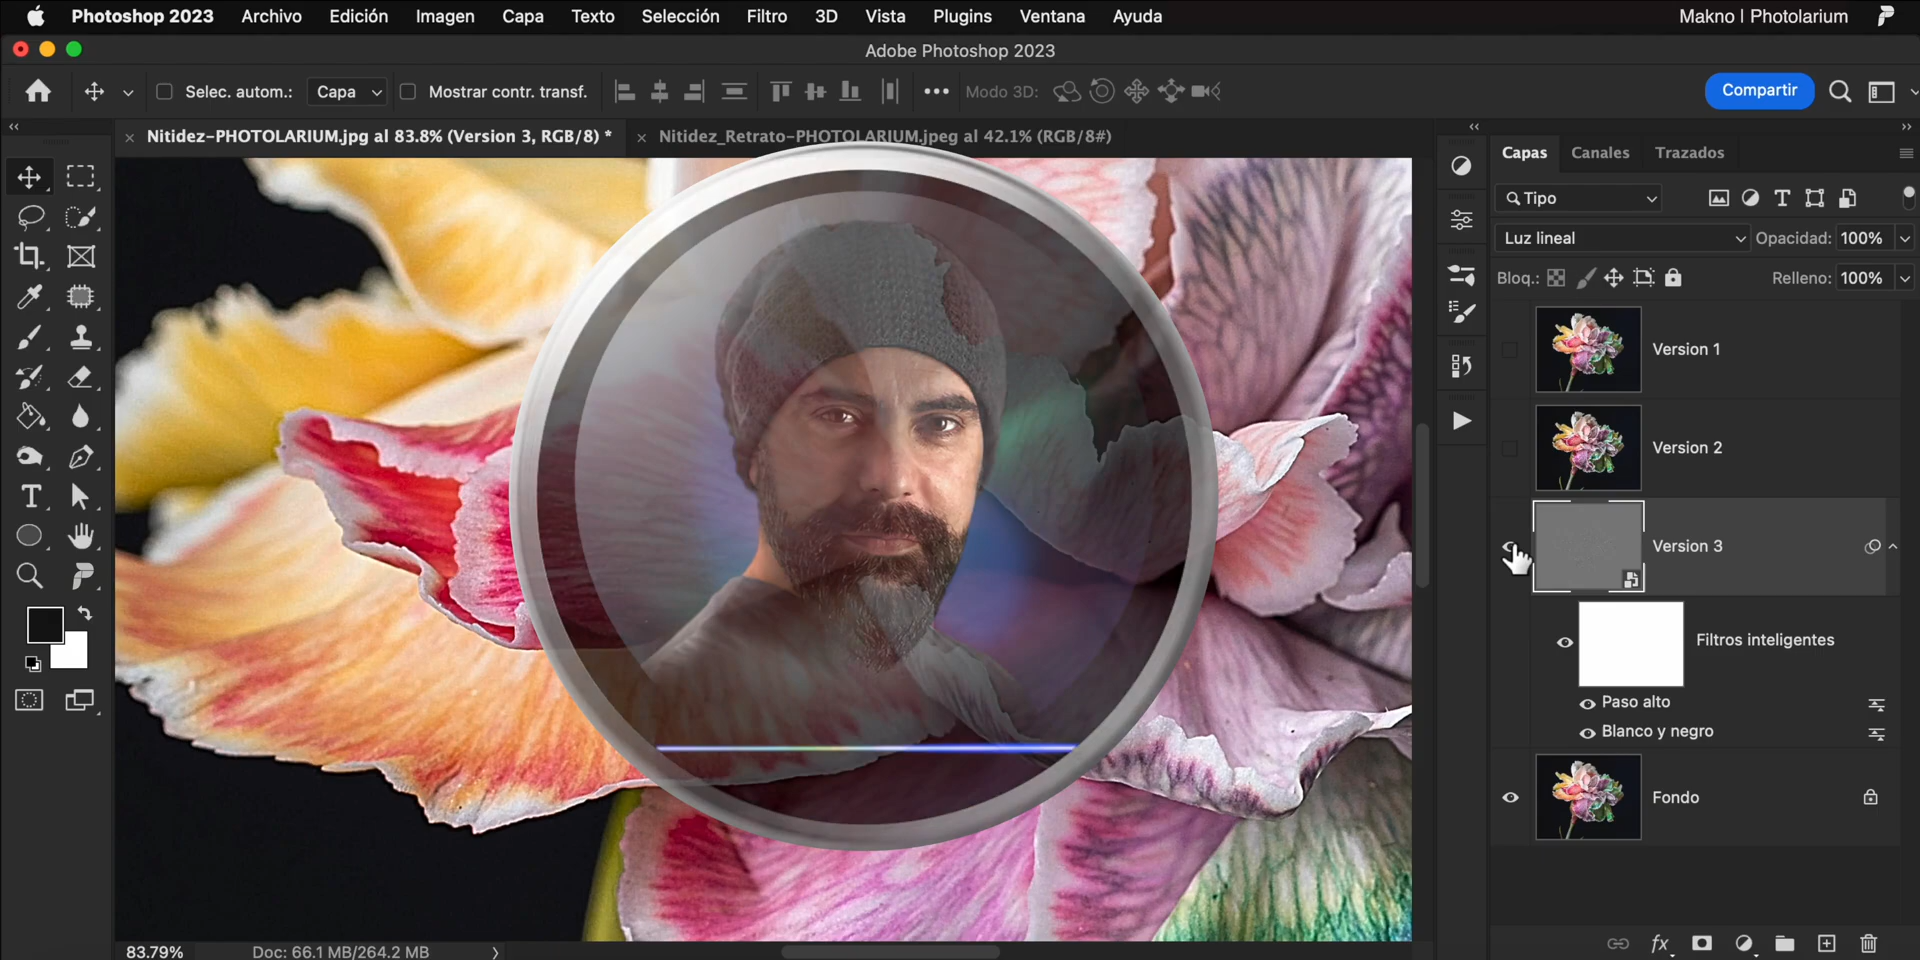 Photoshop 2023 Archivo Edición Imagen Capa Texto Selección Filtro 3D Vista Plugins Ventana Ayuda Makno | Photolarium
Adobe Photoshop 2023
Selec. autom.: Capa Mostrar contr. transf. Modo 3D: Compartir
Nitidez-PHOTOLARIUM.jpg al 83.8% (Version 3, RGB/8) * Nitidez_Retrato-PHOTOLARIUM.jpeg al 42.1% (RGB/8#)
Capas Canales Trazados
Tipo
Luz lineal Opacidad: 100%
Bloq.: Relleno: 100%
Version 1
Version 2
Version 3
Filtros inteligentes
Paso alto
Blanco y negro
Fondo
83.79% Doc: 66.1 MB/264.2 MB